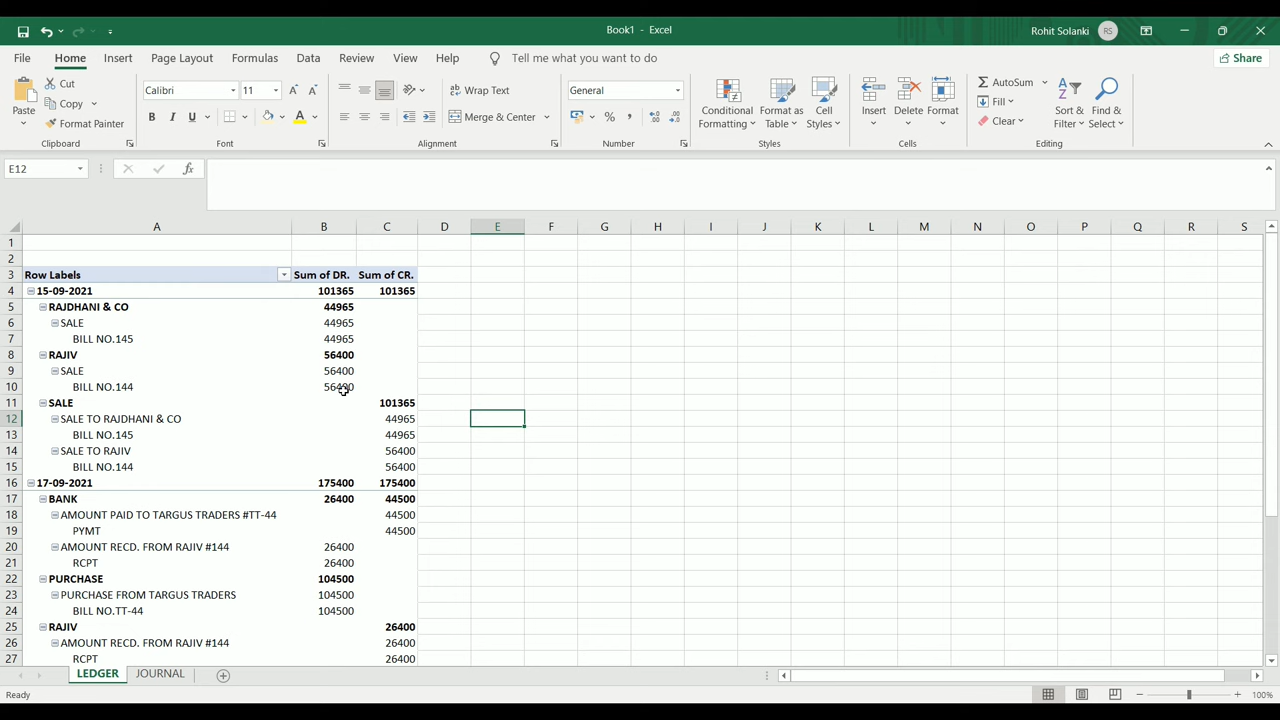 Book1 - Excel
Rohit Solanki RS
File Home Insert Page Layout Formulas Data Review View Help Tell me what you want to do Share
Paste Cut
Copy
Format Painter
Clipboard
Calibri 11
B I U
Font
Wrap Text
Merge & Center
Alignment
General
Number
Conditional Formatting
Format as Table
Cell Styles
Styles
Insert Delete Format
Cells
AutoSum
Fill
Clear
Sort & Filter
Find & Select
Editing
E12 fx
A B C D E F G H I J K L M N O P Q R S
1
2
3 Row Labels Sum of DR. Sum of CR.
4 15-09-2021 101365 101365
5 RAJDHANI & CO 44965
6 SALE 44965
7 BILL NO.145 44965
8 RAJIV 56400
9 SALE 56400
10 BILL NO.144 56400
11 SALE 101365
12 SALE TO RAJDHANI & CO 44965
13 BILL NO.145 44965
14 SALE TO RAJIV 56400
15 BILL NO.144 56400
16 17-09-2021 175400 175400
17 BANK 26400 44500
18 AMOUNT PAID TO TARGUS TRADERS #TT-44 44500
19 PYMT 44500
20 AMOUNT RECD. FROM RAJIV #144 26400
21 RCPT 26400
22 PURCHASE 104500
23 PURCHASE FROM TARGUS TRADERS 104500
24 BILL NO.TT-44 104500
25 RAJIV 26400
26 AMOUNT RECD. FROM RAJIV #144 26400
27 RCPT 26400
LEDGER JOURNAL
Ready 100%